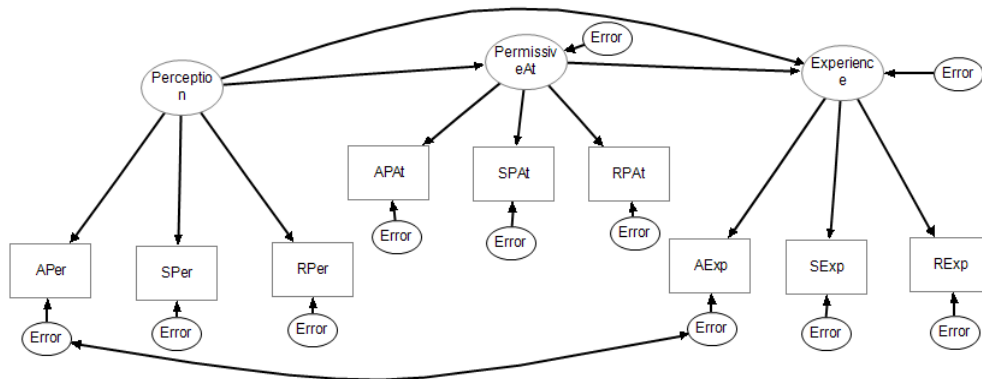 Permissiv
eAt
Error
Perceptio
n
Experienc
e
Error
APAt
SPAt
RPAt
Error
Error
Error
APer
SPer
RPer
AExp
SExp
RExp
Error
Error
Error
Error
Error
Error